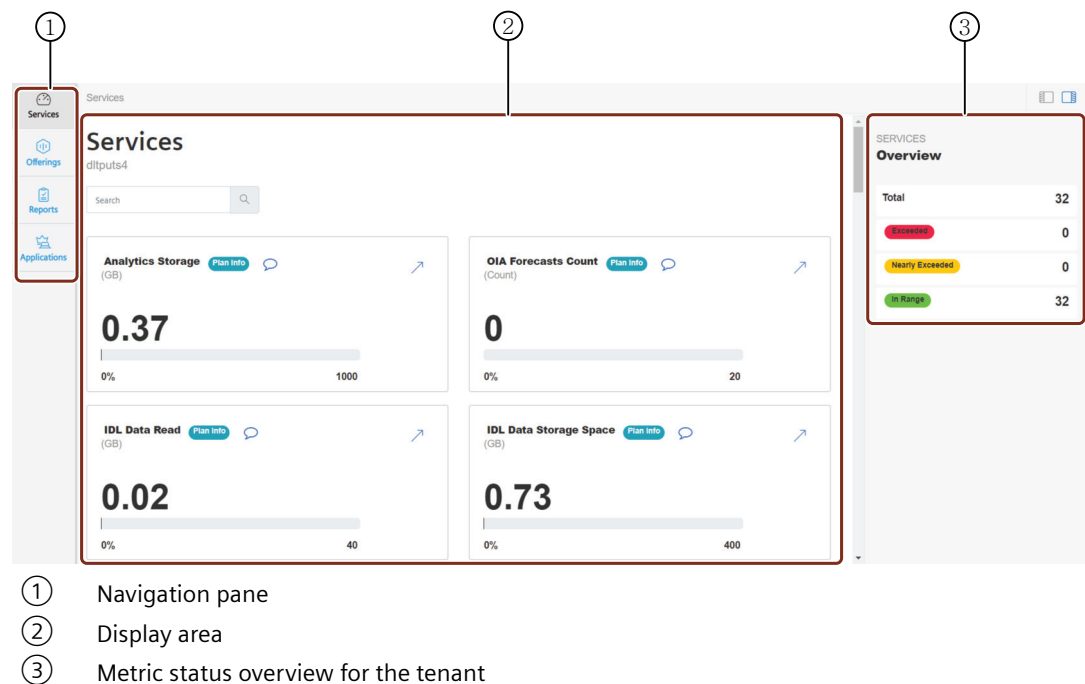 1
2
3
Services
Services
Offerings
Reports
Applications
Services
ditputs4
Search
Analytics Storage Plan Info
(GB)
0.37
0% 1000
OIA Forecasts Count Plan Info
(Count)
0
0% 20
IDL Data Read Plan Info
(GB)
0.02
0% 40
IDL Data Storage Space Plan Info
(GB)
0.73
0% 400
SERVICES
Overview
Total 32
Exceeded 0
Nearly Exceeded 0
In Range 32
1 Navigation pane
2 Display area
3 Metric status overview for the tenant